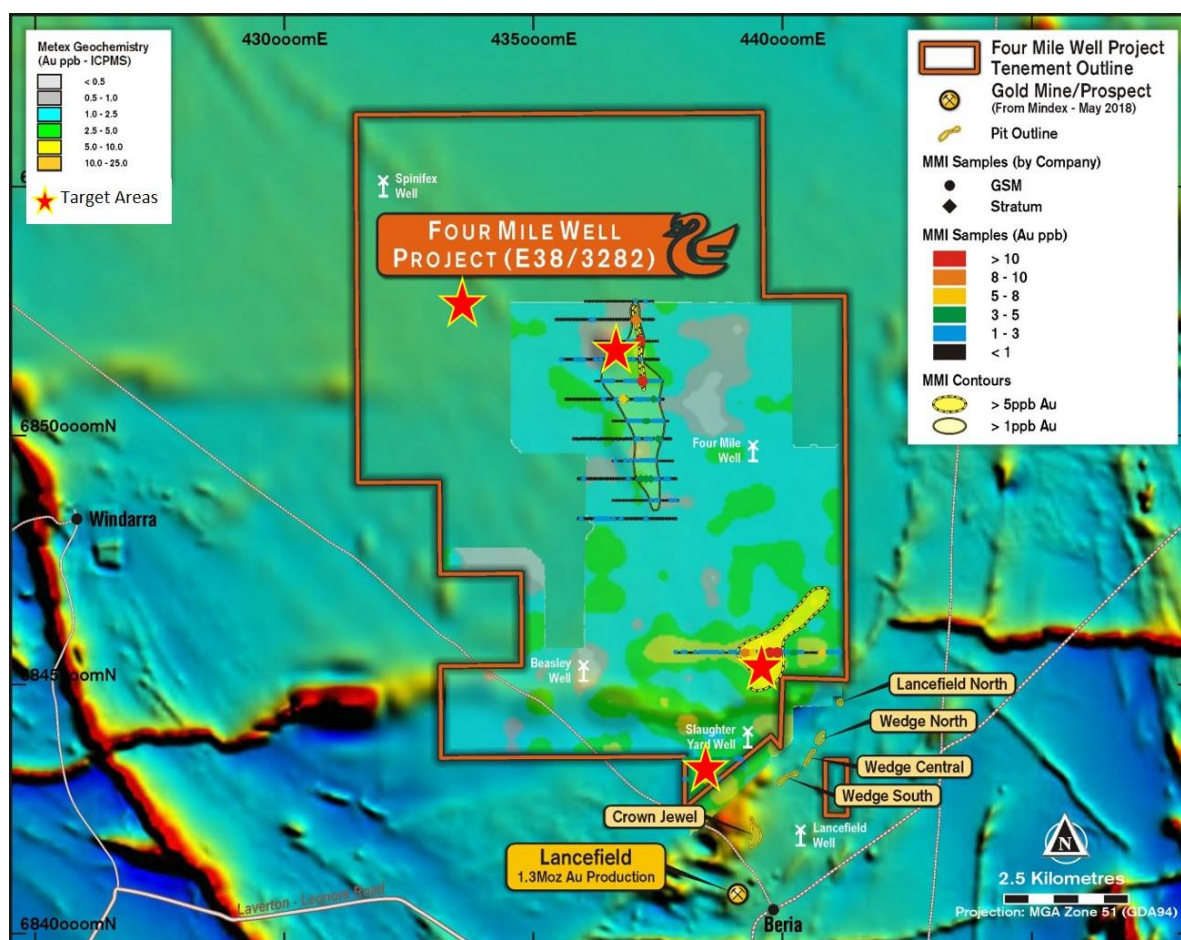 430000mE
435000mE
440000mE
Metex Geochemistry
(Au ppb - ICPMS)
< 0.5
0.5 - 1.0
1.0 - 2.5
2.5 - 5.0
5.0 - 10.0
10.0 - 25.0
Target Areas
Four Mile Well Project
Tenement Outline
Gold Mine/Prospect
(From Mindex - May 2018)
Pit Outline
MMI Samples (by Company)
GSM
Stratum
MMI Samples (Au ppb)
> 10
8 - 10
5 - 8
3 - 5
1 - 3
< 1
MMI Contours
> 5ppb Au
> 1ppb Au
Spinifex
Well
FOUR MILE WELL
PROJECT (E38/3282)
6850000mN
Four Mile
Well
Windarra
Beasley
Well
6845000mN
Lancefield North
Slaughter
Yard Well
Wedge North
Wedge Central
Wedge South
Crown Jewel
Lancefield
Well
Lancefield
1.3Moz Au Production
N
2.5 Kilometres
Projection: MGA Zone 51 (GDA94)
Laverton - Leonora Road
6840000mN
Beria